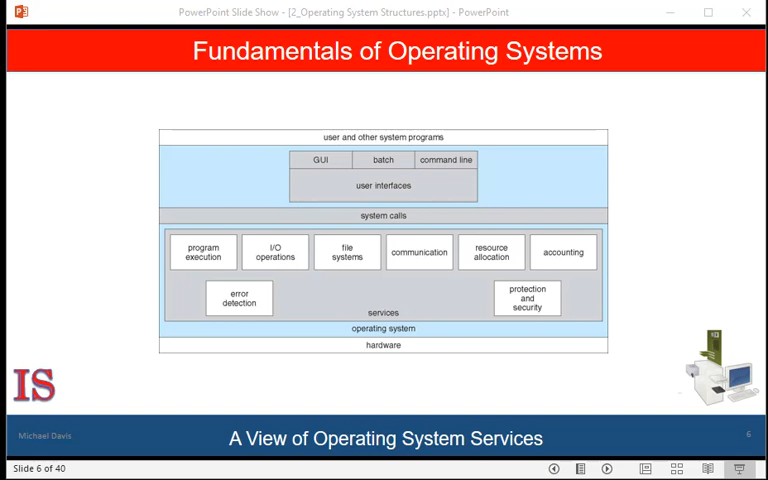 PowerPoint Slide Show - [2_Operating System Structures.pptx] - PowerPoint
Fundamentals of Operating Systems
user and other system programs
GUI
batch
command line
user interfaces
system calls
program
execution
I/O
operations
file
systems
communication
resource
allocation
accounting
error
detection
protection
and
security
services
operating system
hardware
IS
Michael Davis
A View of Operating System Services
6
Slide 6 of 40